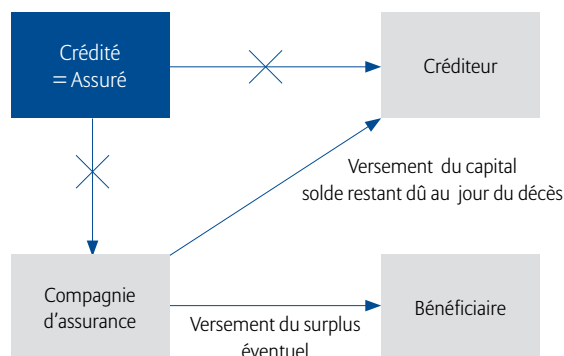 Crédité
= Assuré
Créditeur
Versement du capital
solde restant dû au jour du décès
Compagnie
d'assurance
Versement du surplus
éventuel
Bénéficiaire